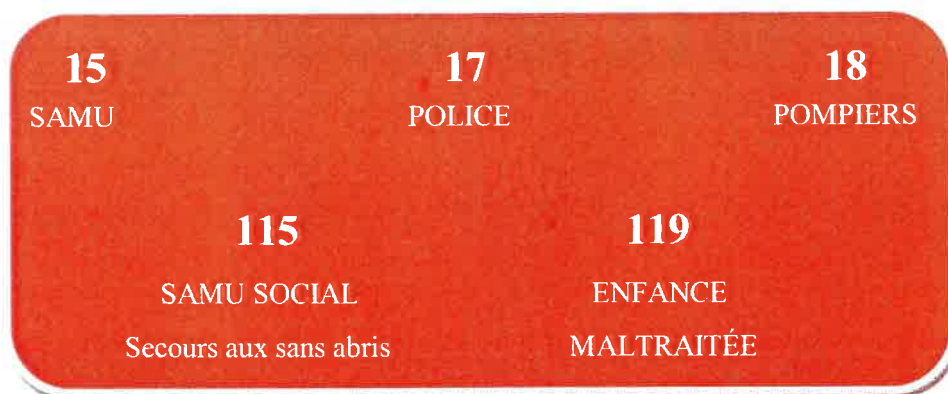 15 17 18
SAMU POLICE POMPIERS
115 119
SAMU SOCIAL ENFANCE
Secours aux sans abris MALTRAITÉE